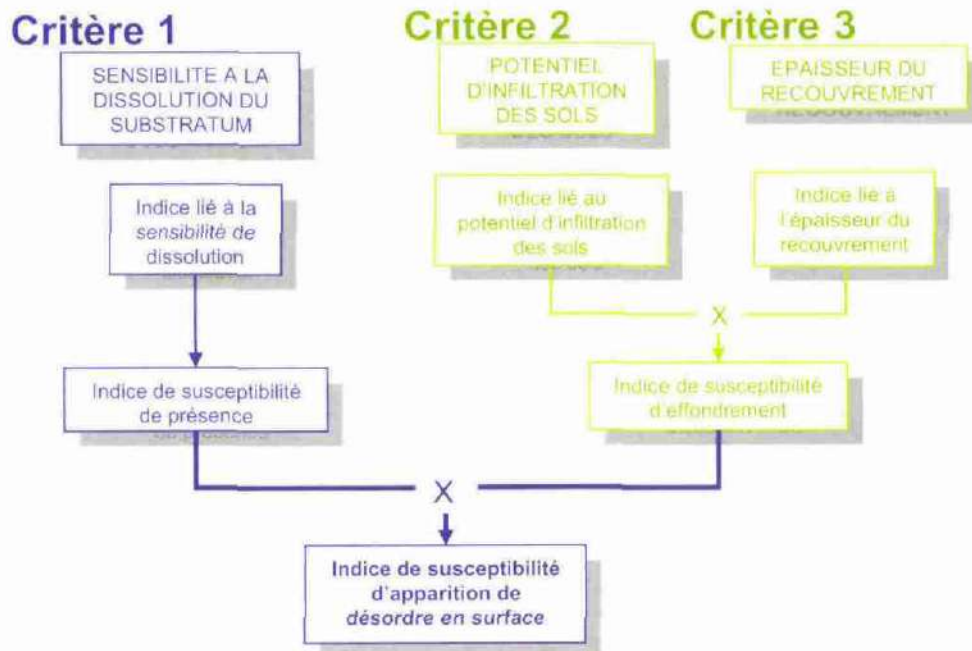 Critère 1
SENSIBILITE A LA
DISSOLUTION DU
SUBSTRATUM
Indice lié à la
sensibilité de
dissolution
Indice de susceptibilité
de présence
Critère 2
POTENTIEL
D'INFILTRATION
DES SOLS
Indice lié au
potentiel d'infiltration
des sols
Critère 3
EPAISSEUR DU
RECOUVREMENT
Indice lié à
l'épaisseur du
recouvrement
X
Indice de susceptibilité
d'effondrement
X
Indice de susceptibilité
d'apparition de
désordre en surface